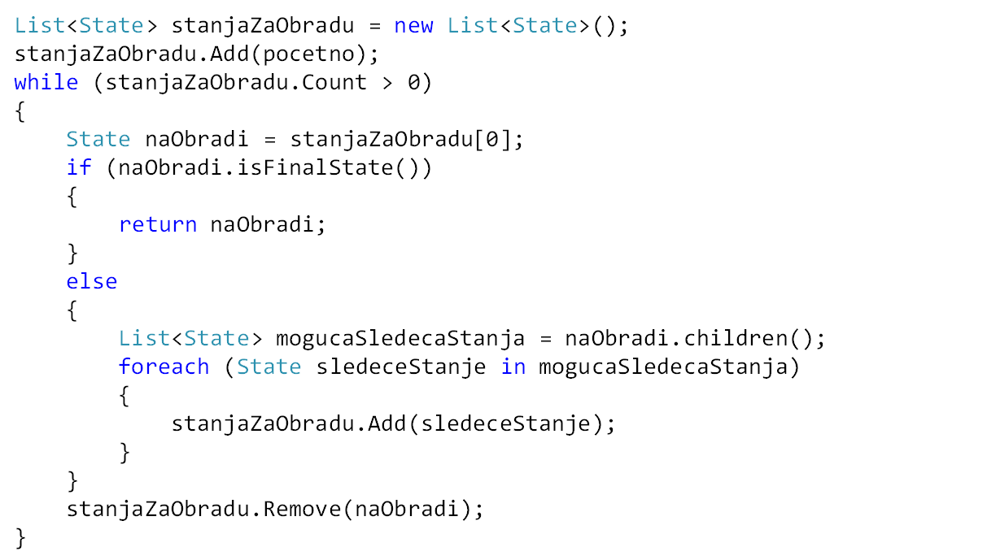 List<State> stanjaZaObradu = new List<State>();
stanjaZaObradu.Add(pocetno);
while (stanjaZaObradu.Count > 0)
{
    State naObradi = stanjaZaObradu[0];
    if (naObradi.isFinalState())
    {
        return naObradi;
    }
    else
    {
        List<State> mogucaSledecaStanja = naObradi.children();
        foreach (State sledeceStanje in mogucaSledecaStanja)
        {
            stanjaZaObradu.Add(sledeceStanje);
        }
    }
    stanjaZaObradu.Remove(naObradi);
}